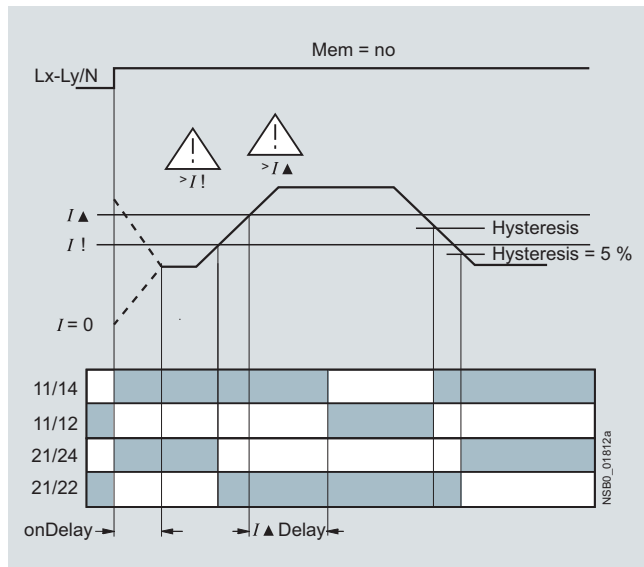 Mem = no
Lx-Ly/N
>I !
>I ▲
I ▲
Hysteresis
I !
Hysteresis = 5 %
I = 0
11/14
11/12
21/24
21/22
NSB0_01812a
onDelay
I ▲ Delay